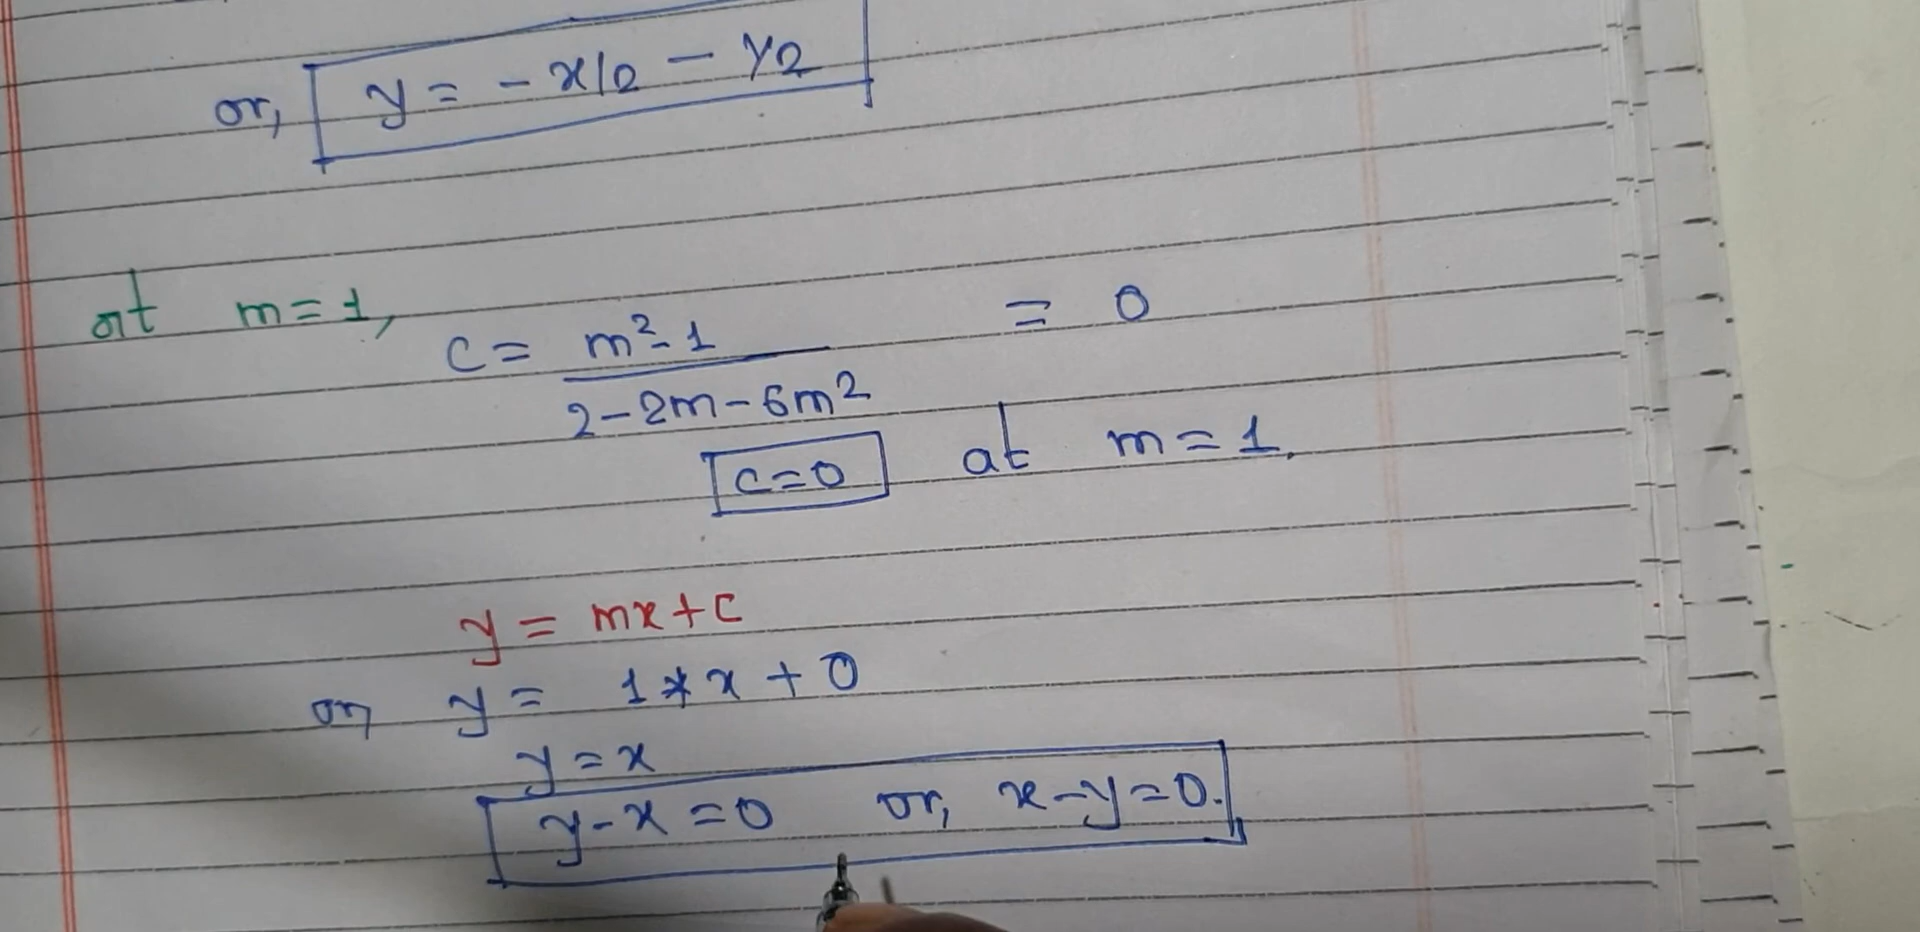 or, y = - x/2 - 1/2
at m = 1,
c = m² - 1 / 2 - 2m - 6m² = 0
c = 0 at m = 1.
y = mx + c
or y = 1 * x + 0
y = x
y - x = 0 or, x - y = 0.